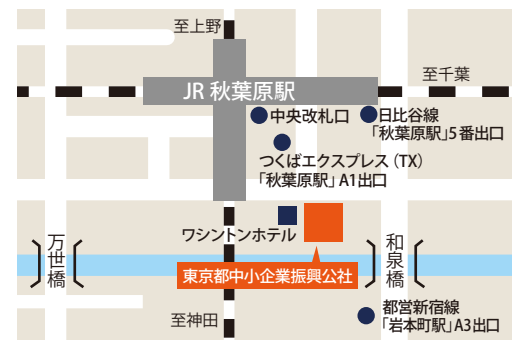 至上野
至千葉
JR 秋葉原駅
中央改札口
日比谷線
「秋葉原駅」5番出口
つくばエクスプレス(TX)
「秋葉原駅」A1出口
ワシントンホテル
万世橋
和泉橋
東京都中小企業振興公社
至神田
都営新宿線
「岩本町駅」A3出口